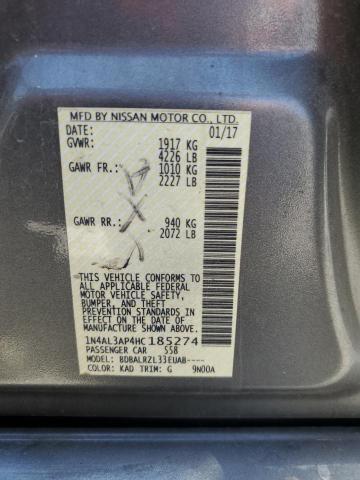 MFD BY NISSAN MOTOR CO., LTD.
DATE: 01/17
GVWR: 1917 KG
4226 LB
GAWR FR.: 1010 KG
2227 LB
GAWR RR.: 940 KG
2072 LB
THIS VEHICLE CONFORMS TO
ALL APPLICABLE FEDERAL
MOTOR VEHICLE SAFETY,
BUMPER, AND THEFT
PREVENTION STANDARDS
IN EFFECT ON THE DATE OF
MANUFACTURE SHOWN ABOVE.
1N4AL3AP4HC185274
PASSENGER CAR S58
MODEL: BDBALRZL33EUAB----
COLOR: KAD TRIM: G 9N00A